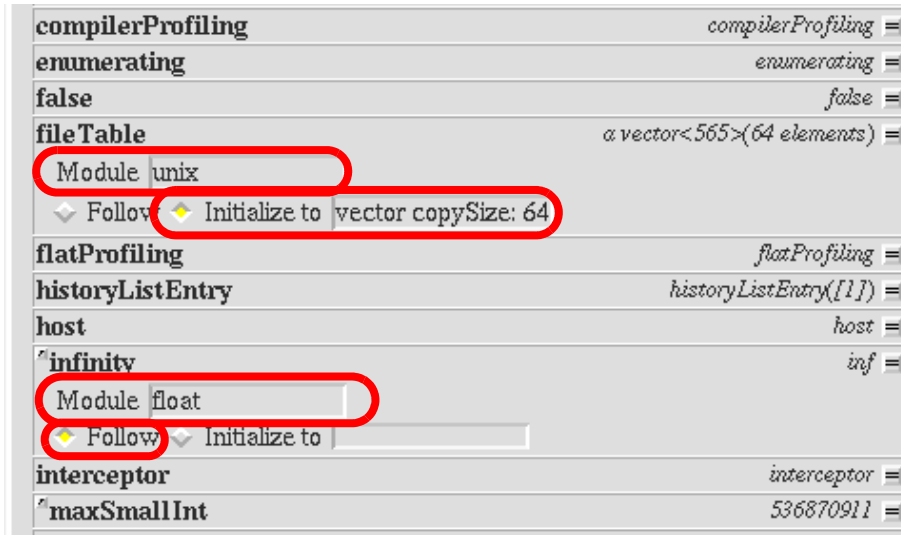 compilerProfiling compilerProfiling =
enumerating enumerating =
false false =
fileTable a vector<565>(64 elements) =
Module unix
Follow Initialize to vector copySize: 64
flatProfiling flatProfiling =
historyListEntry historyListEntry([1]) =
host host =
infinity inf =
Module float
Follow Initialize to
interceptor interceptor =
maxSmallInt 536870911 =